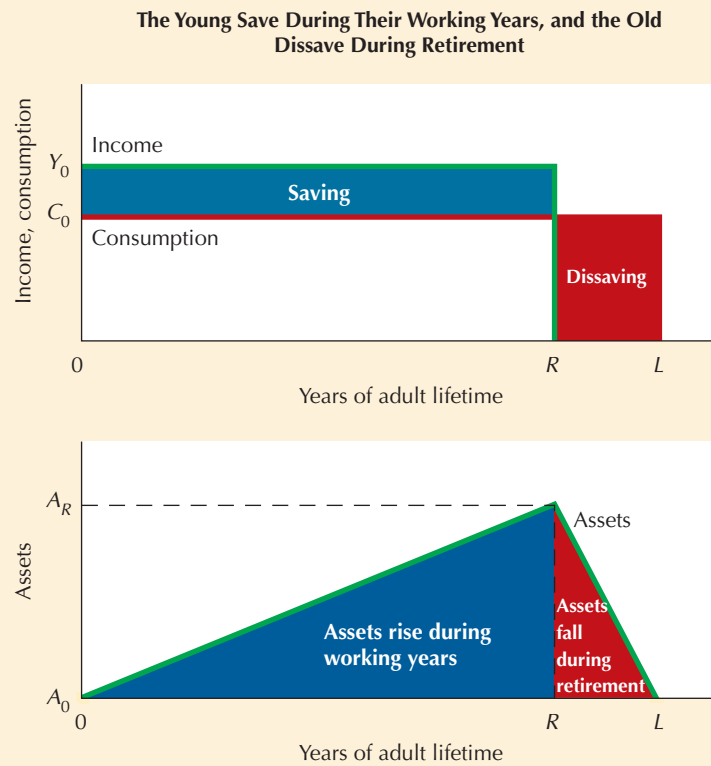 The Young Save During Their Working Years, and the Old
Dissave During Retirement
Income, consumption
Income
Y0
Saving
C0
Consumption
Dissaving
0
R
L
Years of adult lifetime
Assets
AR
Assets
Assets rise during
working years
Assets
fall
during
retirement
A0
0
R
L
Years of adult lifetime